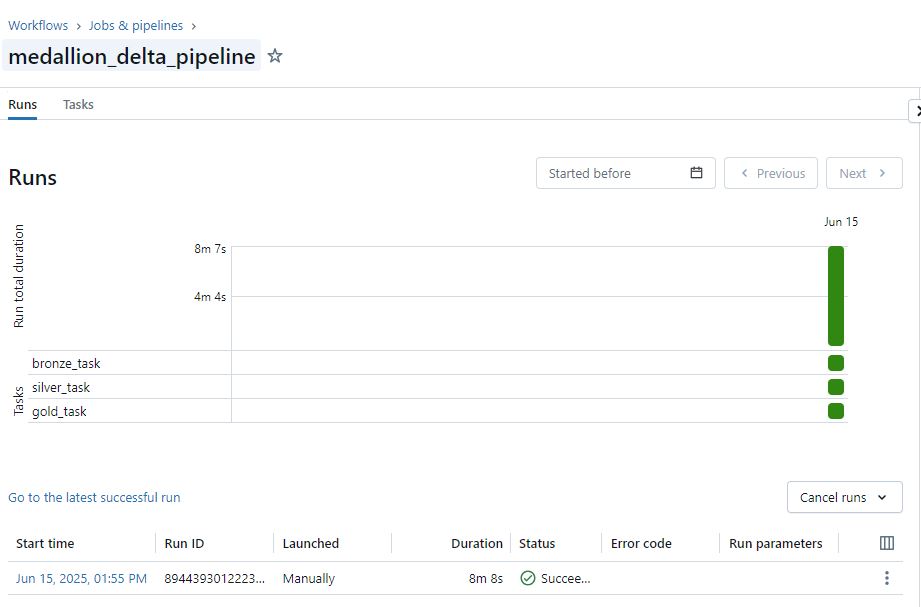 Workflows > Jobs & pipelines >
medallion_delta_pipeline
Runs Tasks
Runs
Started before
Previous
Next
Jun 15
Run total duration
8m 7s
4m 4s
Tasks
bronze_task
silver_task
gold_task
Go to the latest successful run
Cancel runs
Start time Run ID Launched Duration Status Error code Run parameters
Jun 15, 2025, 01:55 PM 8944393012223... Manually 8m 8s Succee...